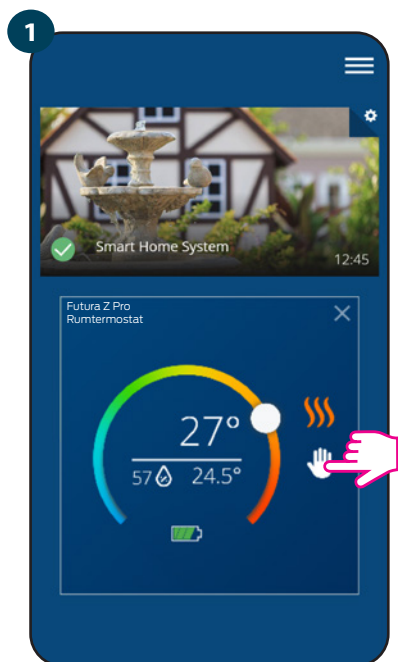 1
Smart Home System
12:45
Futura Z Pro
Rumtermostat
27°
57 24.5°